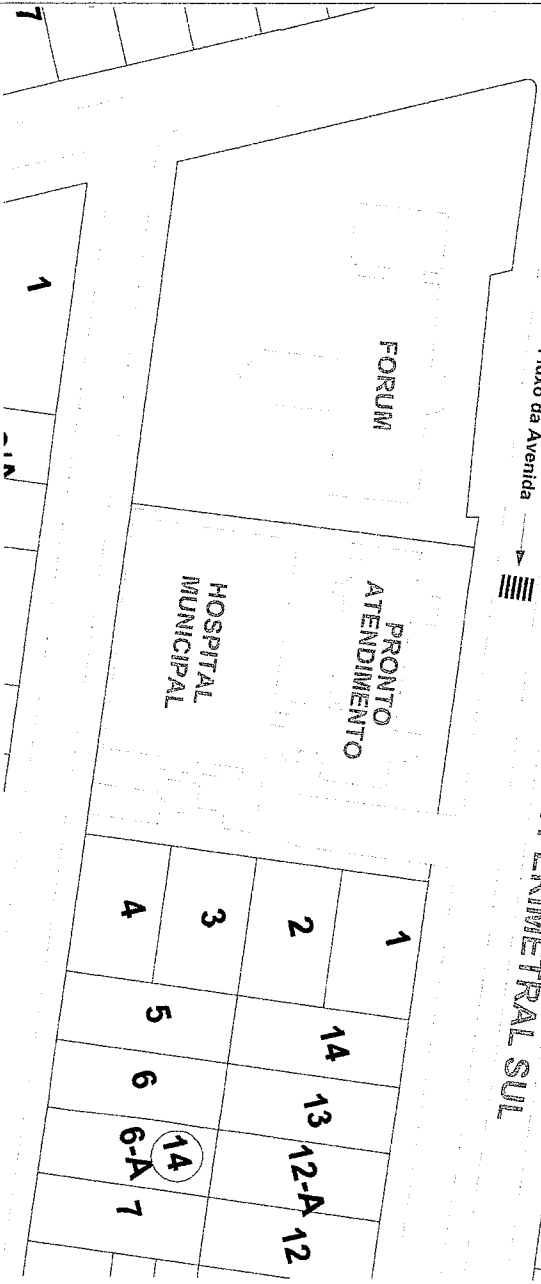 7
Fluxo da Avenida
PERIMETRAL SUL
FORUM
PRONTO
ATENDIMENTO
HOSPITAL
MUNICIPAL
1
1
2
3
4
14
13
12-A
12
5
6
14
6-A
7